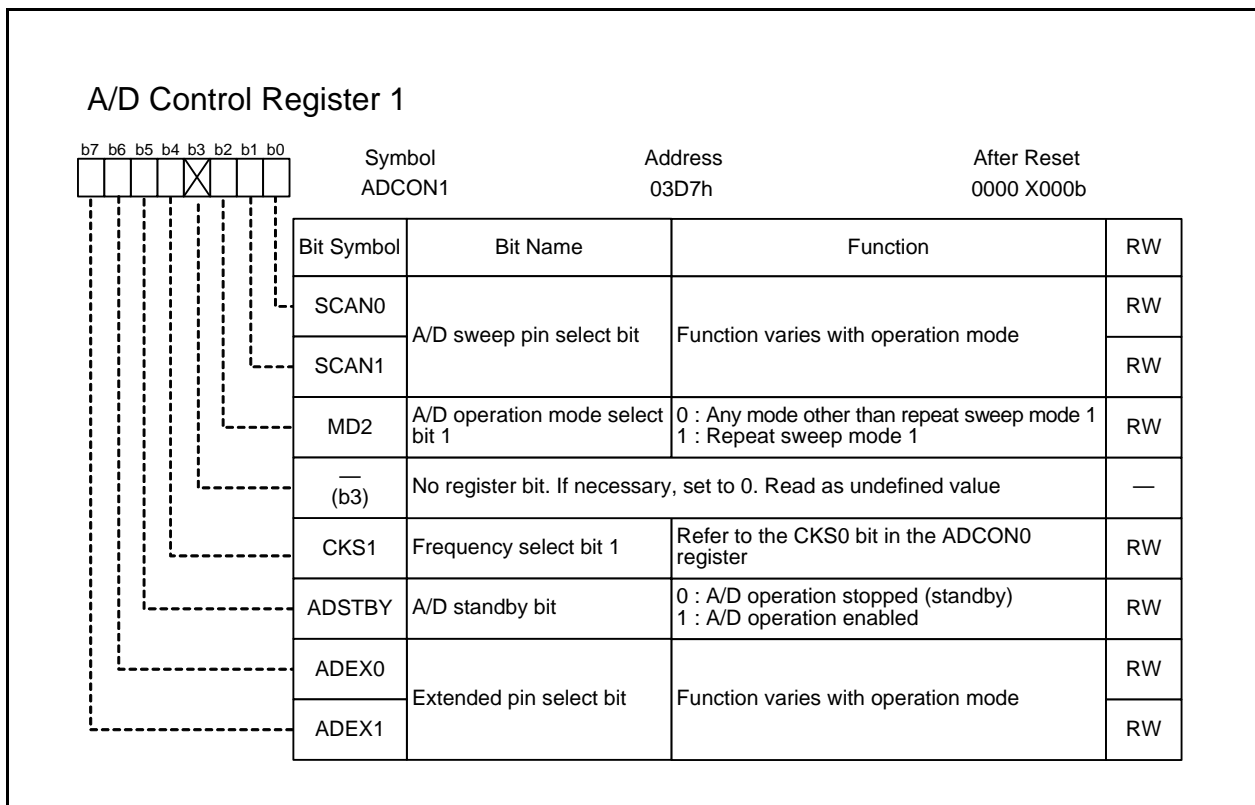 A/D Control Register 1
b7 b6 b5 b4 b3 b2 b1 b0
Symbol Address After Reset
ADCON1 03D7h 0000 X000b
Bit Symbol Bit Name Function RW
SCAN0 A/D sweep pin select bit Function varies with operation mode RW
SCAN1 RW
MD2 A/D operation mode select bit 1 0 : Any mode other than repeat sweep mode 1
1 : Repeat sweep mode 1 RW
— (b3) No register bit. If necessary, set to 0. Read as undefined value —
CKS1 Frequency select bit 1 Refer to the CKS0 bit in the ADCON0 register RW
ADSTBY A/D standby bit 0 : A/D operation stopped (standby)
1 : A/D operation enabled RW
ADEX0 Extended pin select bit Function varies with operation mode RW
ADEX1 RW